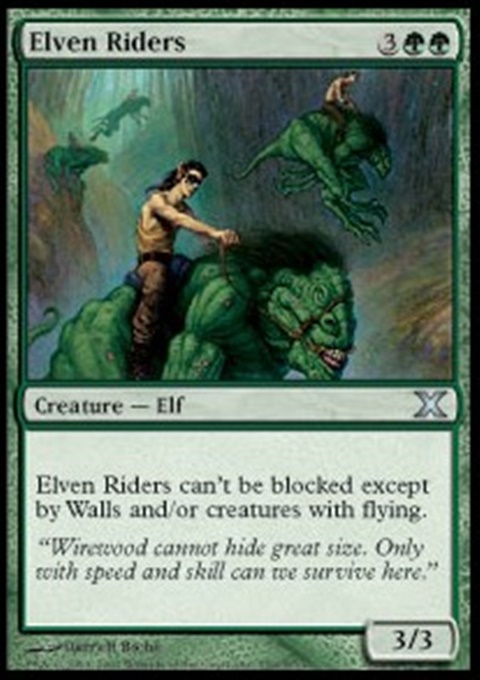 Elven Riders 3
Creature — Elf
Elven Riders can't be blocked except
by Walls and/or creatures with flying.
"Wirewood cannot hide great size. Only
with speed and skill can we survive here."
3/3